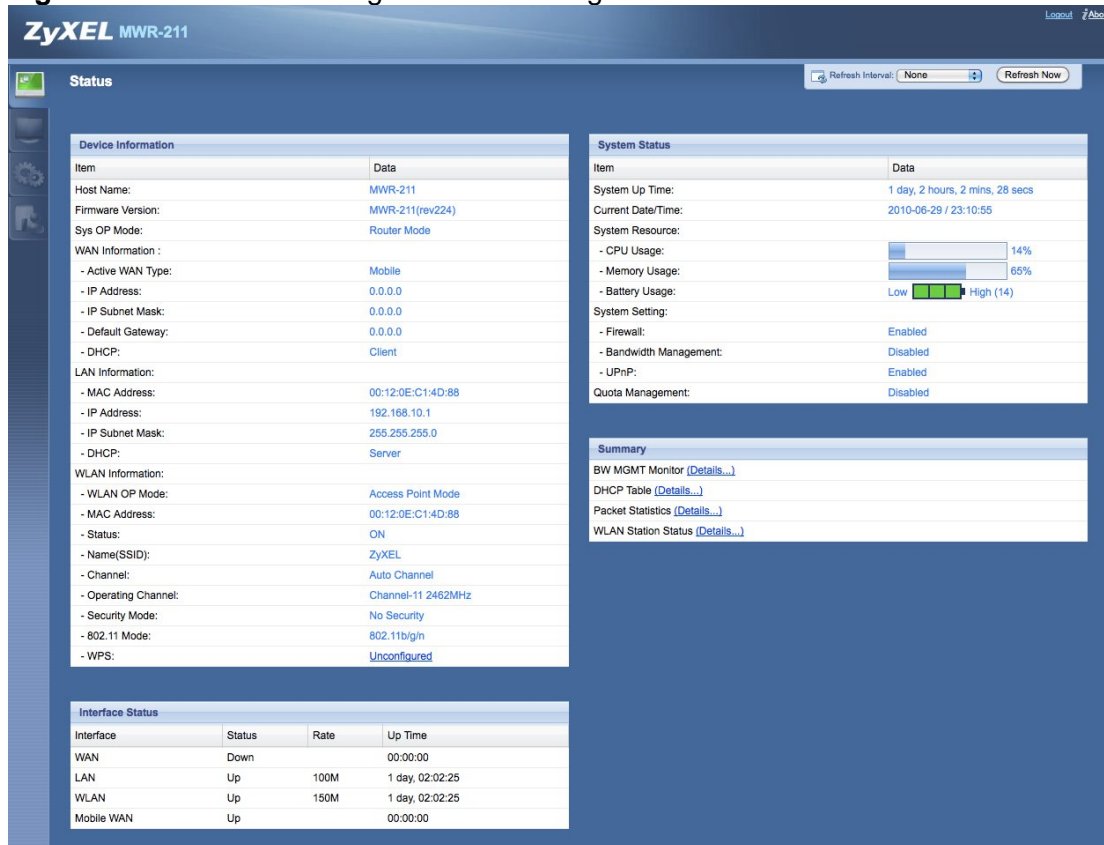 ZyXEL MWR-211
Logout
Status
Refresh Interval: None Refresh Now
Device Information
Item Data
Host Name: MWR-211
Firmware Version: MWR-211(rev224)
Sys OP Mode: Router Mode
WAN Information :
- Active WAN Type: Mobile
- IP Address: 0.0.0.0
- IP Subnet Mask: 0.0.0.0
- Default Gateway: 0.0.0.0
- DHCP: Client
LAN Information:
- MAC Address: 00:12:0E:C1:4D:88
- IP Address: 192.168.10.1
- IP Subnet Mask: 255.255.255.0
- DHCP: Server
WLAN Information:
- WLAN OP Mode: Access Point Mode
- MAC Address: 00:12:0E:C1:4D:88
- Status: ON
- Name(SSID): ZyXEL
- Channel: Auto Channel
- Operating Channel: Channel-11 2462MHz
- Security Mode: No Security
- 802.11 Mode: 802.11b/g/n
- WPS: Unconfigured
Interface Status
Interface Status Rate Up Time
WAN Down 00:00:00
LAN Up 100M 1 day, 02:02:25
WLAN Up 150M 1 day, 02:02:25
Mobile WAN Up 00:00:00
System Status
Item Data
System Up Time: 1 day, 2 hours, 2 mins, 28 secs
Current Date/Time: 2010-06-29 / 23:10:55
System Resource:
- CPU Usage: 14%
- Memory Usage: 65%
- Battery Usage: Low High (14)
System Setting:
- Firewall: Enabled
- Bandwidth Management: Disabled
- UPnP: Enabled
Quota Management: Disabled
Summary
BW MGMT Monitor (Details...)
DHCP Table (Details...)
Packet Statistics (Details...)
WLAN Station Status (Details...)